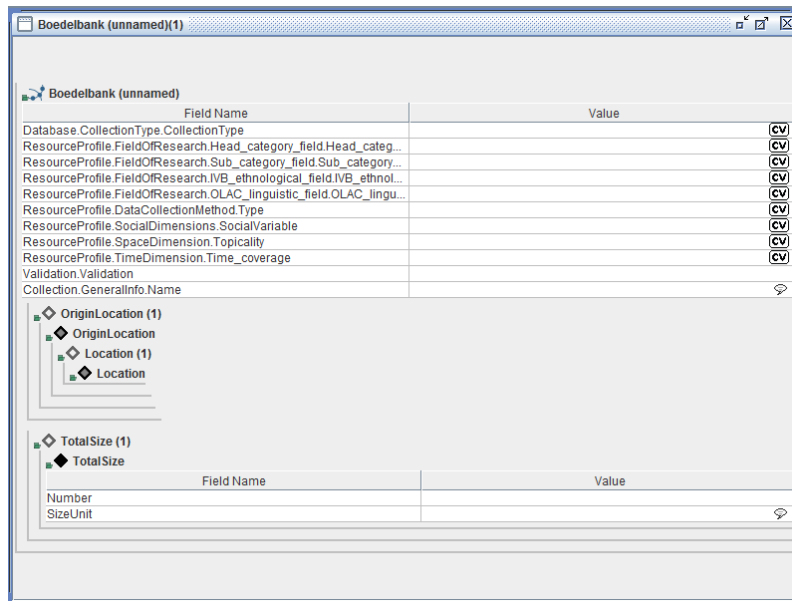 Boedelbank (unnamed)(1)
Boedelbank (unnamed)
Field Name Value
Database.CollectionType.CollectionType CV
ResourceProfile.FieldOfResearch.Head_category_field.Head_categ... CV
ResourceProfile.FieldOfResearch.Sub_category_field.Sub_category... CV
ResourceProfile.FieldOfResearch.IVB_ethnological_field.IVB_ethnol... CV
ResourceProfile.FieldOfResearch.OLAC_linguistic_field.OLAC_lingu... CV
ResourceProfile.DataCollectionMethod.Type CV
ResourceProfile.SocialDimensions.SocialVariable CV
ResourceProfile.SpaceDimension.Topicality CV
ResourceProfile.TimeDimension.Time_coverage CV
Validation.Validation
Collection.GeneralInfo.Name
OriginLocation (1)
OriginLocation
Location (1)
Location
TotalSize (1)
TotalSize
Field Name Value
Number
SizeUnit